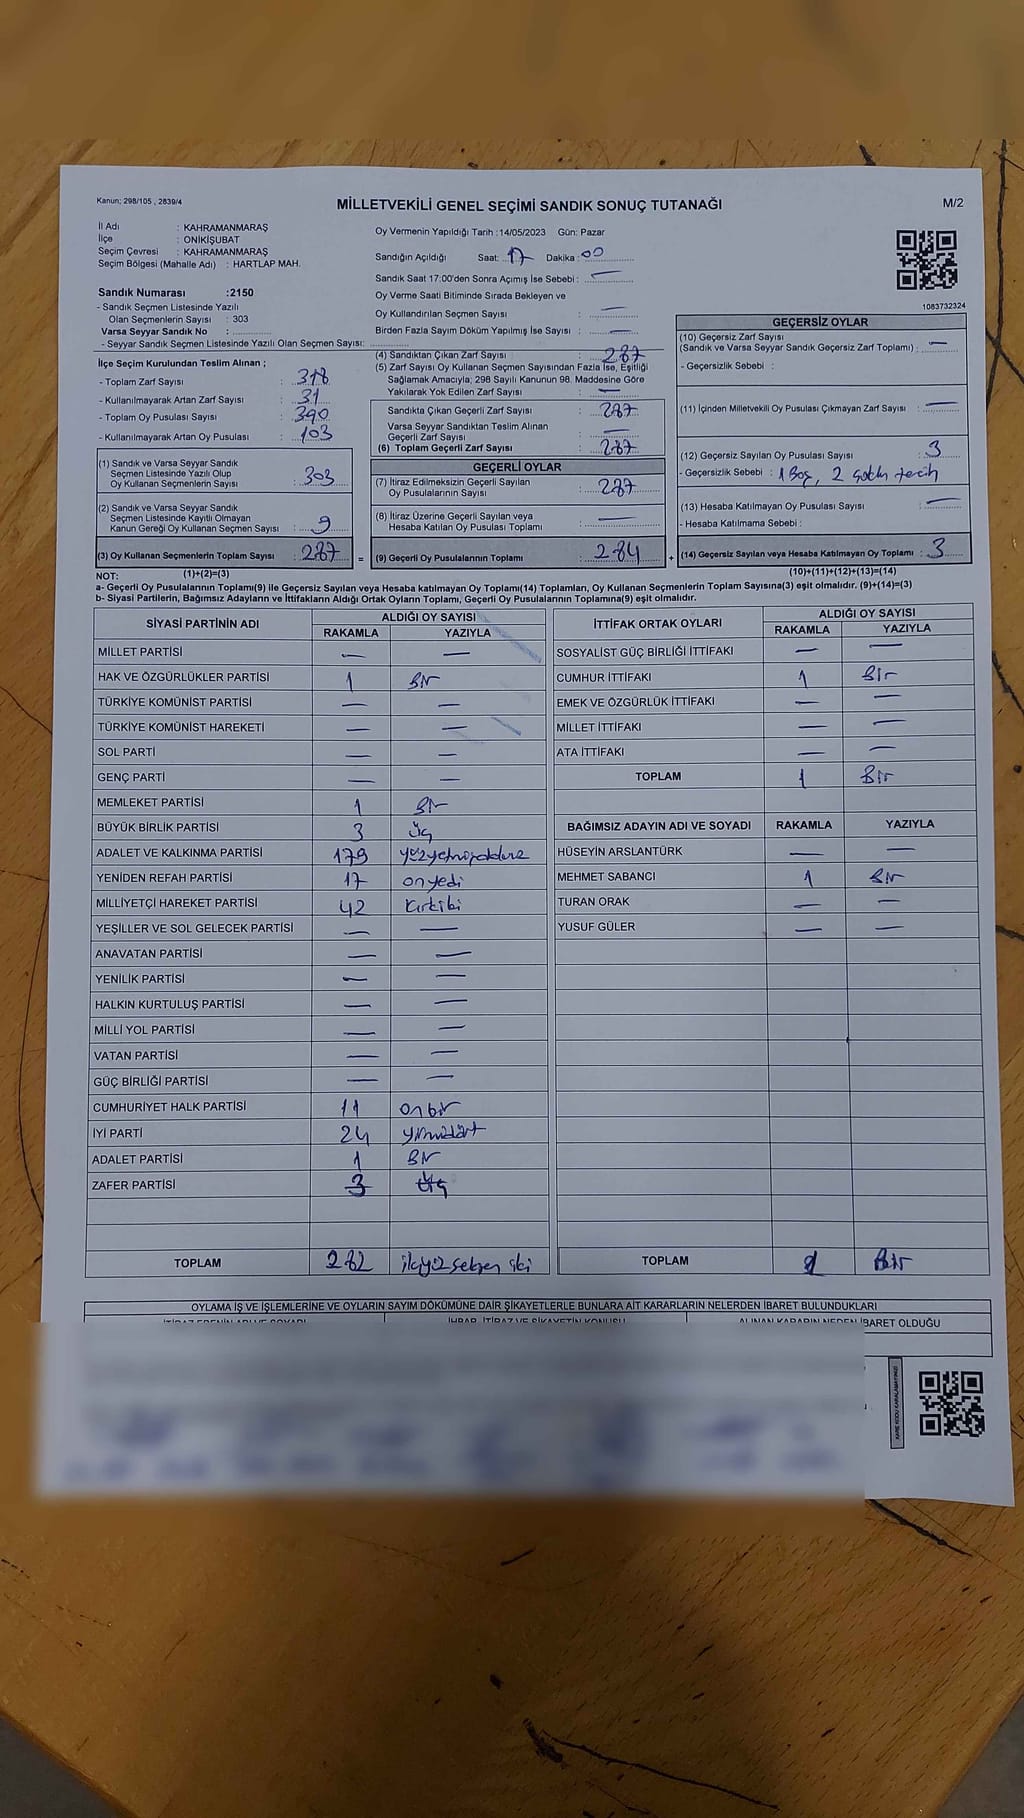 Kanun; 298/105 , 2839/4
MİLLETVEKİLİ GENEL SEÇİMİ SANDIK SONUÇ TUTANAĞI
M/2
İl Adı : KAHRAMANMARAŞ
İlçe : ONİKİŞUBAT
Seçim Çevresi : KAHRAMANMARAŞ
Seçim Bölgesi (Mahalle Adı) : HARTLAP MAH.
Sandık Numarası :2150
- Sandık Seçmen Listesinde Yazılı
Olan Seçmenlerin Sayısı : 303
Varsa Seyyar Sandık No :
- Seyyar Sandık Seçmen Listesinde Yazılı Olan Seçmen Sayısı:
Oy Vermenin Yapıldığı Tarih :14/05/2023 Gün: Pazar
Sandığın Açıldığı Saat: 17 Dakika : 00
Sandık Saat 17:00'den Sonra Açımış İse Sebebi : —
Oy Verme Saati Bitiminde Sırada Bekleyen ve
Oy Kullandırılan Seçmen Sayısı : —
Birden Fazla Sayım Döküm Yapılmış İse Sayısı : —
1083732324
İlçe Seçim Kurulundan Teslim Alınan ;
- Toplam Zarf Sayısı : 318
- Kullanılmayarak Artan Zarf Sayısı : 31
- Toplam Oy Pusulası Sayısı : 390
- Kullanılmayarak Artan Oy Pusulası : 103
(1) Sandık ve Varsa Seyyar Sandık
Seçmen Listesinde Yazılı Olup
Oy Kullanan Seçmenlerin Sayısı : 303
(2) Sandık ve Varsa Seyyar Sandık
Seçmen Listesinde Kayıtlı Olmayan
Kanun Gereği Oy Kullanan Seçmen Sayısı : 9
(3) Oy Kullanan Seçmenlerin Toplam Sayısı : 287
(4) Sandıktan Çıkan Zarf Sayısı : 287
(5) Zarf Sayısı Oy Kullanan Seçmen Sayısından Fazla İse, Eşitliği
Sağlamak Amacıyla; 298 Sayılı Kanunun 98. Maddesine Göre
Yakılarak Yok Edilen Zarf Sayısı : —
Sandıkta Çıkan Geçerli Zarf Sayısı : 287
Varsa Seyyar Sandıktan Teslim Alınan
Geçerli Zarf Sayısı : —
(6) Toplam Geçerli Zarf Sayısı : 287
GEÇERLİ OYLAR
(7) İtiraz Edilmeksizin Geçerli Sayılan
Oy Pusulalarının Sayısı : 287
(8) İtiraz Üzerine Geçerli Sayılan veya
Hesaba Katılan Oy Pusulası Toplamı : —
= (9) Geçerli Oy Pusulalarının Toplamı : 284
GEÇERSİZ OYLAR
(10) Geçersiz Zarf Sayısı
(Sandık ve Varsa Seyyar Sandık Geçersiz Zarf Toplamı) : —
- Geçersizlik Sebebi :
(11) İçinden Milletvekili Oy Pusulası Çıkmayan Zarf Sayısı : —
(12) Geçersiz Sayılan Oy Pusulası Sayısı : 3
- Geçersizlik Sebebi : 1 Boş, 2 çoklu tercih
(13) Hesaba Katılmayan Oy Pusulası Sayısı : —
- Hesaba Katılmama Sebebi :
+ (14) Geçersiz Sayılan veya Hesaba Katılmayan Oy Toplamı : 3
NOT: (1)+(2)=(3)
(10)+(11)+(12)+(13)=(14)
a- Geçerli Oy Pusulalarının Toplamı(9) ile Geçersiz Sayılan veya Hesaba katılmayan Oy Toplamı(14) Toplamları, Oy Kullanan Seçmenlerin Toplam Sayısına(3) eşit olmalıdır. (9)+(14)=(3)
b- Siyasi Partilerin, Bağımsız Adayların ve İttifakların Aldığı Ortak Oyların Toplamı, Geçerli Oy Pusulalarının Toplamına(9) eşit olmalıdır.
SİYASİ PARTİNİN ADI ALDIĞI OY SAYISI
RAKAMLA YAZIYLA
MİLLET PARTİSİ — —
HAK VE ÖZGÜRLÜKLER PARTİSİ 1 Bir
TÜRKİYE KOMÜNİST PARTİSİ — —
TÜRKİYE KOMÜNİST HAREKETİ — —
SOL PARTİ — —
GENÇ PARTİ — —
MEMLEKET PARTİSİ 1 Bir
BÜYÜK BİRLİK PARTİSİ 3 üç
ADALET VE KALKINMA PARTİSİ 179 yüzyetmişdokuz
YENİDEN REFAH PARTİSİ 17 onyedi
MİLLİYETÇİ HAREKET PARTİSİ 42 kırkiki
YEŞİLLER VE SOL GELECEK PARTİSİ — —
ANAVATAN PARTİSİ — —
YENİLİK PARTİSİ — —
HALKIN KURTULUŞ PARTİSİ — —
MİLLİ YOL PARTİSİ — —
VATAN PARTİSİ — —
GÜÇ BİRLİĞİ PARTİSİ — —
CUMHURİYET HALK PARTİSİ 11 onbir
İYİ PARTİ 24 yirmidört
ADALET PARTİSİ 1 Bir
ZAFER PARTİSİ 3 üç
TOPLAM 282 ikiyüz seksen iki
İTTİFAK ORTAK OYLARI ALDIĞI OY SAYISI
RAKAMLA YAZIYLA
SOSYALİST GÜÇ BİRLİĞİ İTTİFAKI — —
CUMHUR İTTİFAKI 1 Bir
EMEK VE ÖZGÜRLÜK İTTİFAKI — —
MİLLET İTTİFAKI — —
ATA İTTİFAKI — —
TOPLAM 1 Bir
BAĞIMSIZ ADAYIN ADI VE SOYADI RAKAMLA YAZIYLA
HÜSEYİN ARSLANTÜRK — —
MEHMET SABANCI 1 Bir
TURAN ORAK — —
YUSUF GÜLER — —
TOPLAM 1 Bir
OYLAMA İŞ VE İŞLEMLERİNE VE OYLARIN SAYIM DÖKÜMÜNE DAİR ŞİKAYETLERLE BUNLARA AİT KARARLARIN NELERDEN İBARET BULUNDUKLARI
İTİRAZ EDENİN ADI VE SOYADI İHBAR, İTİRAZ VE ŞİKAYETİN KONUSU ALINAN KARARIN NEDEN İBARET OLDUĞU
KARE KODU KARALAMAYINIZ!